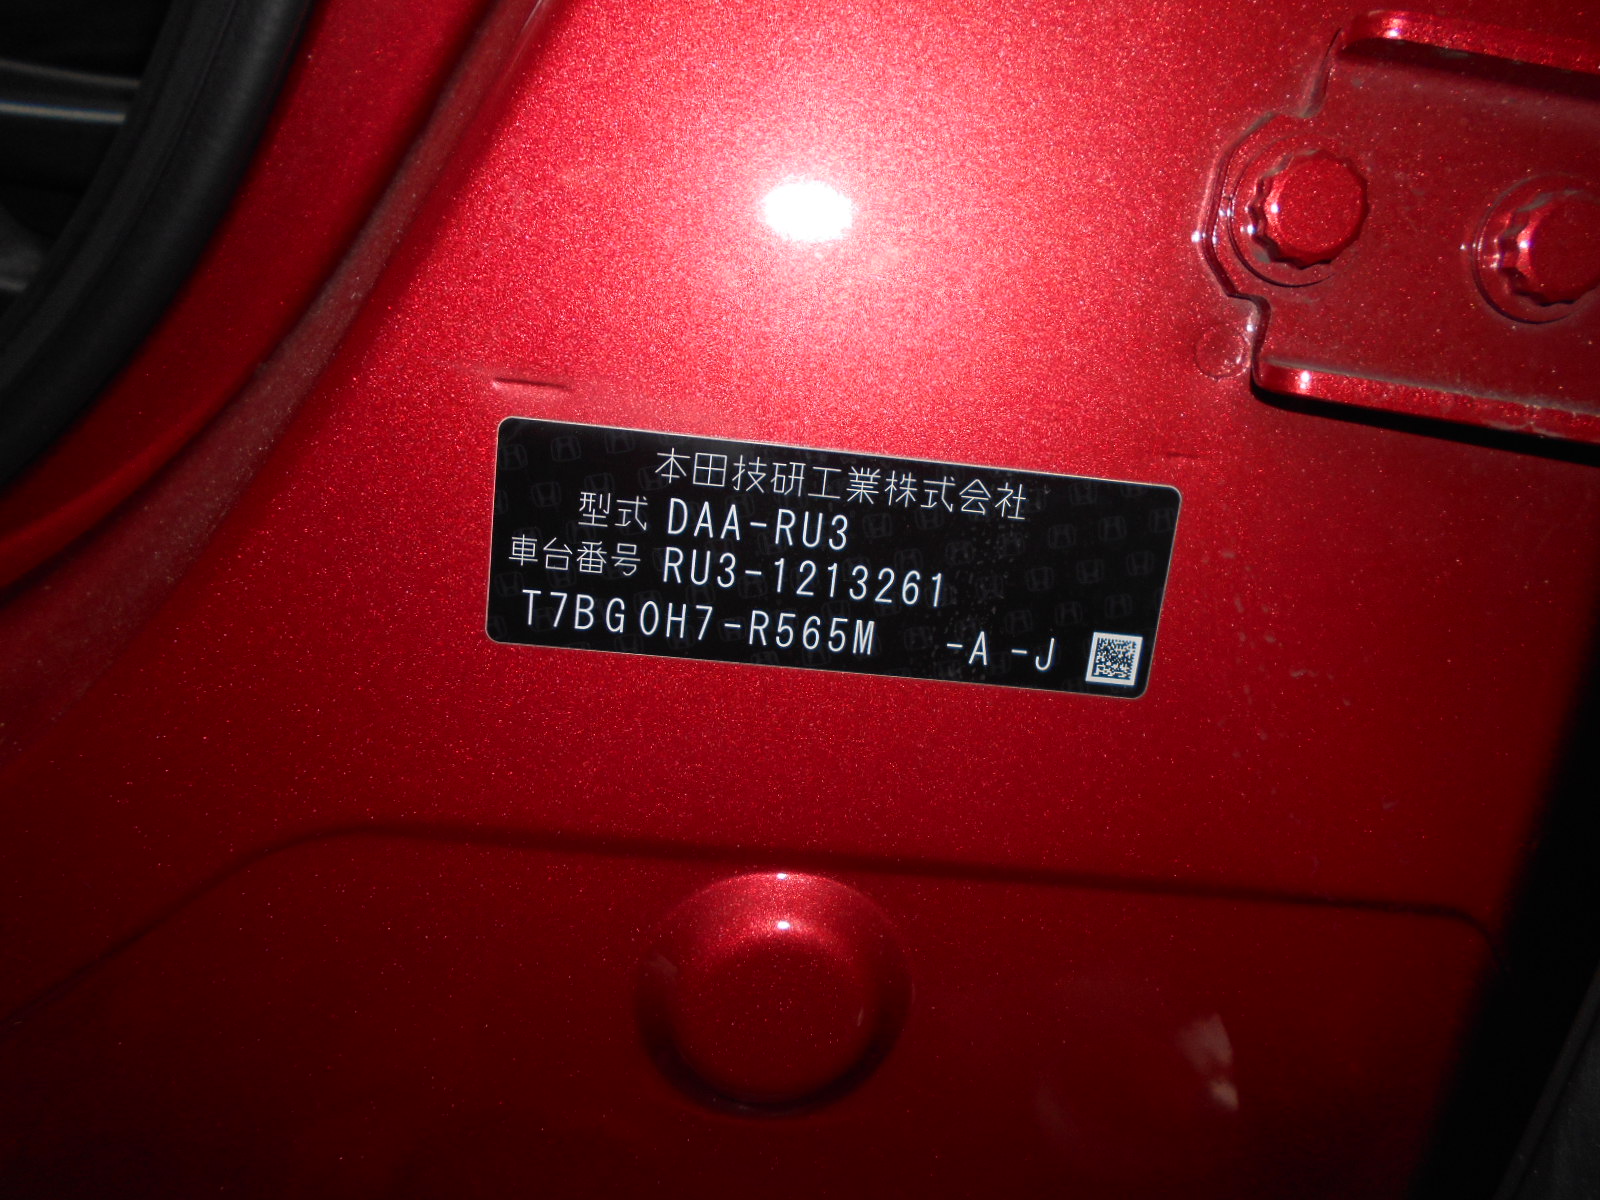 本田技研工業株式会社
型式 DAA-RU3
車台番号 RU3-1213261
T7BG0H7-R565M -A -J